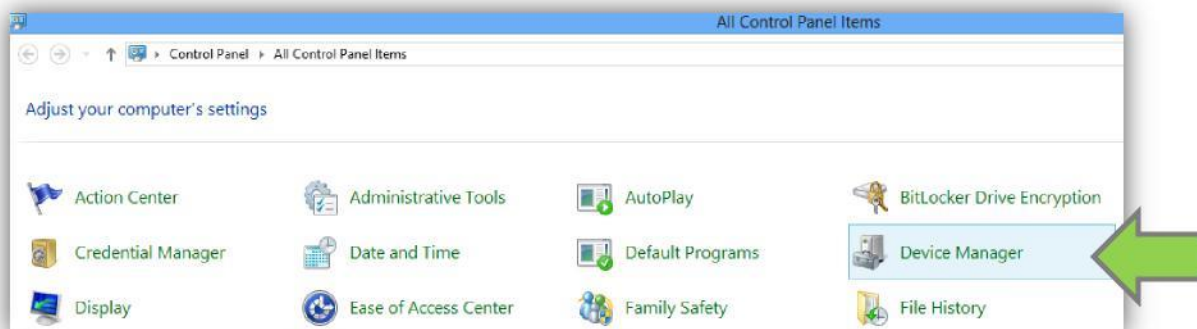 All Control Panel Items
Control Panel All Control Panel Items
Adjust your computer's settings
Action Center Administrative Tools AutoPlay BitLocker Drive Encryption
Credential Manager Date and Time Default Programs Device Manager
Display Ease of Access Center Family Safety File History